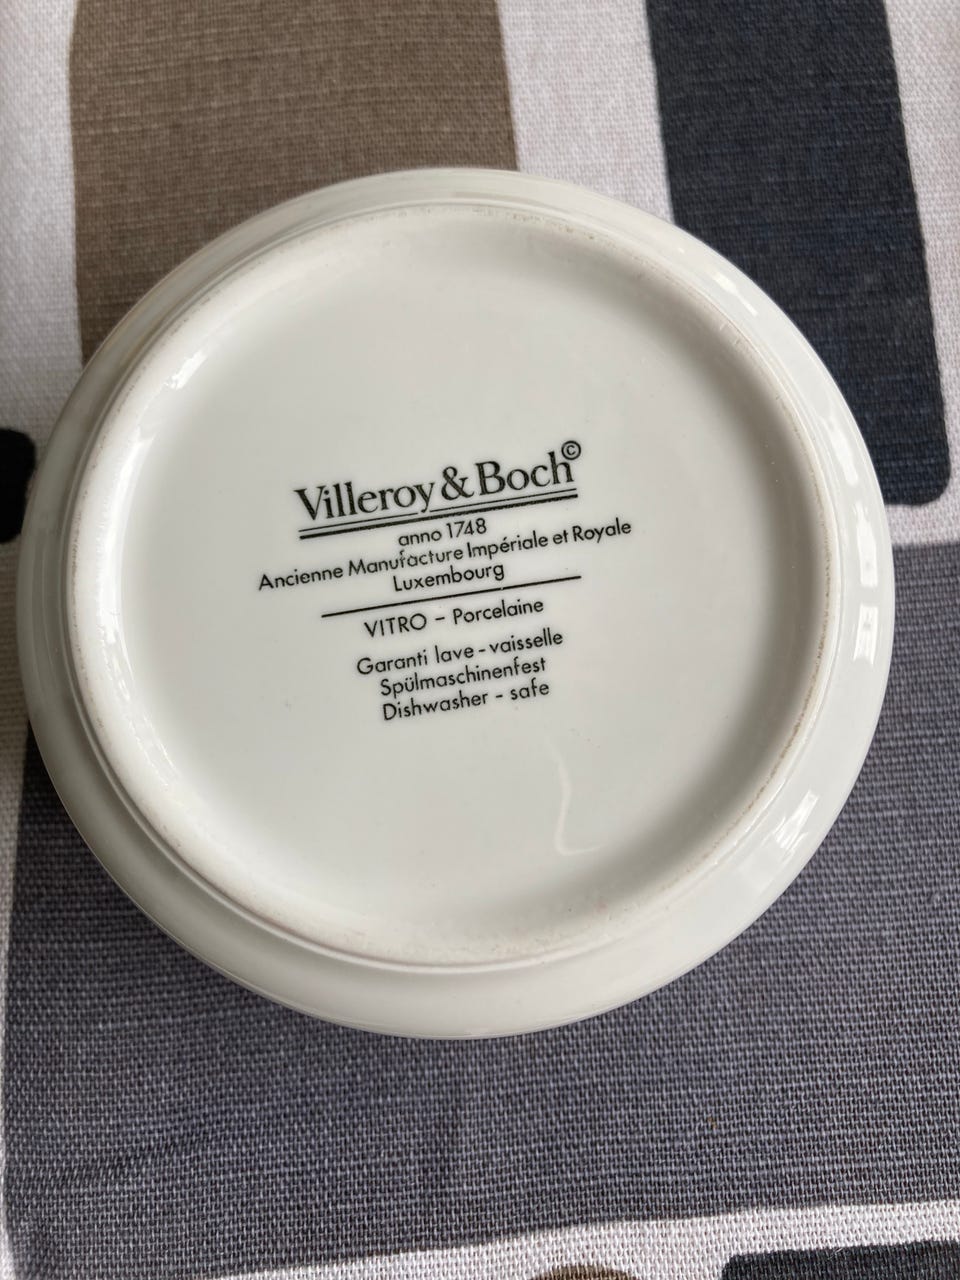 Villeroy & Boch©
anno 1748
Ancienne Manufacture Impériale et Royale
Luxembourg
VITRO – Porcelaine
Garanti lave-vaisselle
Spülmaschinenfest
Dishwasher - safe